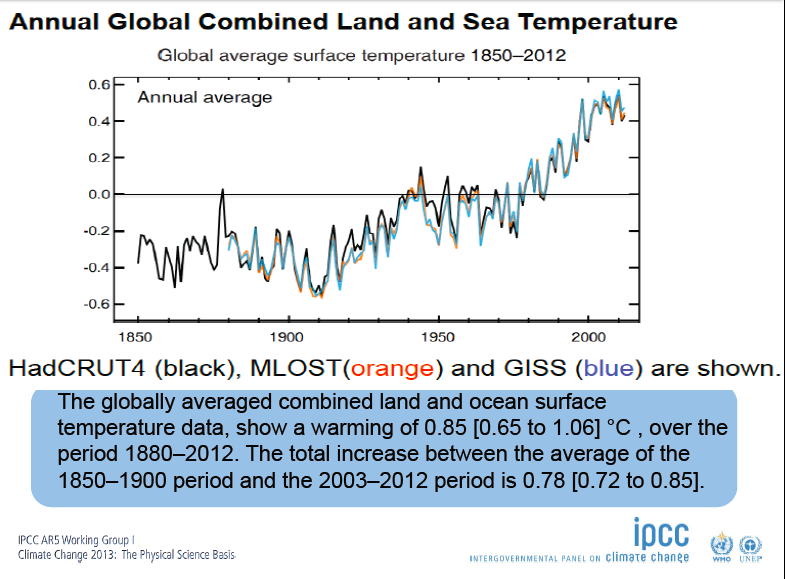 Annual Global Combined Land and Sea Temperature
Global average surface temperature 1850–2012
Annual average
0.6
0.4
0.2
0.0
-0.2
-0.4
-0.6
1850 1900 1950 2000
HadCRUT4 (black), MLOST(orange) and GISS (blue) are shown.
The globally averaged combined land and ocean surface
temperature data, show a warming of 0.85 [0.65 to 1.06] °C , over the
period 1880–2012. The total increase between the average of the
1850–1900 period and the 2003–2012 period is 0.78 [0.72 to 0.85].
IPCC AR5 Working Group I
Climate Change 2013: The Physical Science Basis
ipcc
INTERGOVERNMENTAL PANEL ON climate change
WMO UNEP